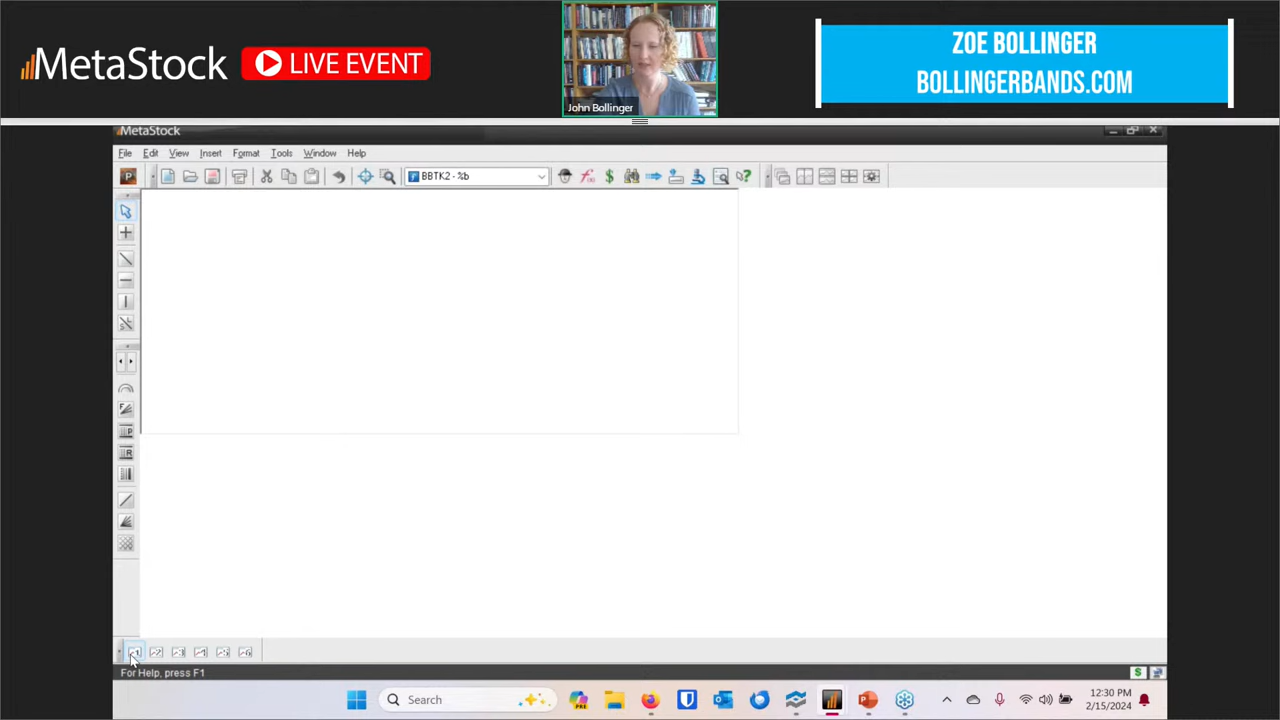 MetaStock LIVE EVENT
John Bollinger
ZOE BOLLINGER
BOLLINGERBANDS.COM
MetaStock
File Edit View Insert Format Tools Window Help
BBTK2 - %b
For Help, press F1
Search
12:30 PM
2/15/2024